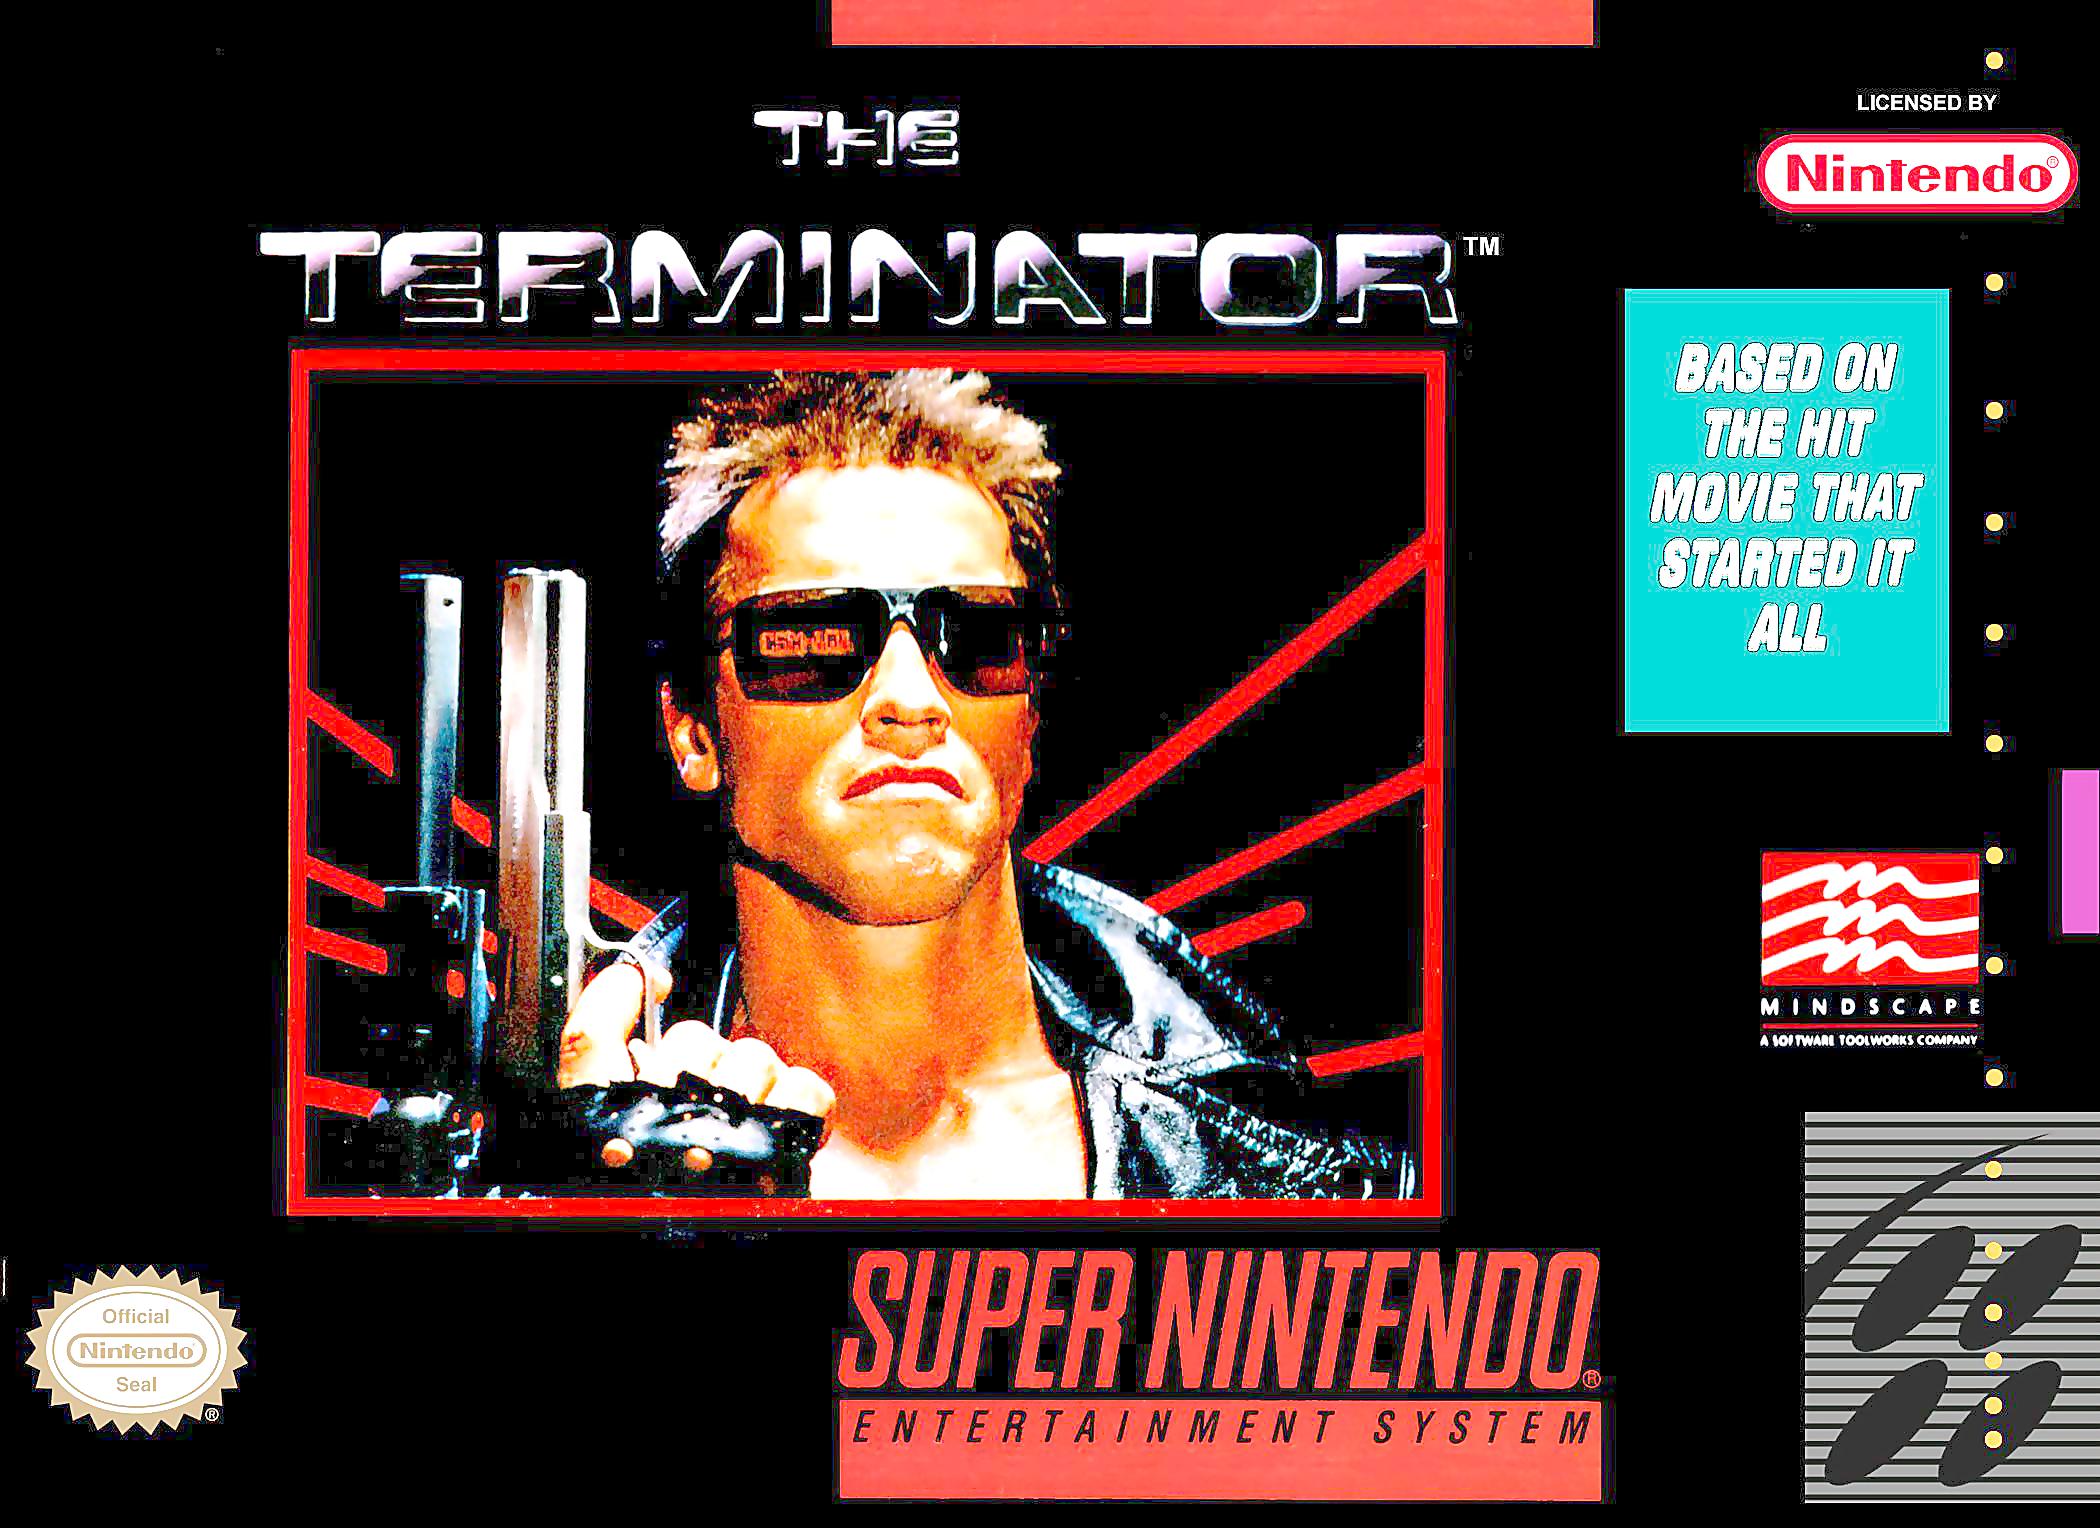 THE
TERMINATOR™
LICENSED BY
Nintendo®
BASED ON
THE HIT
MOVIE THAT
STARTED IT
ALL
MINDSCAPE
A SOFTWARE TOOLWORKS COMPANY
Official
Nintendo
Seal
®
SUPER NINTENDO®
ENTERTAINMENT SYSTEM